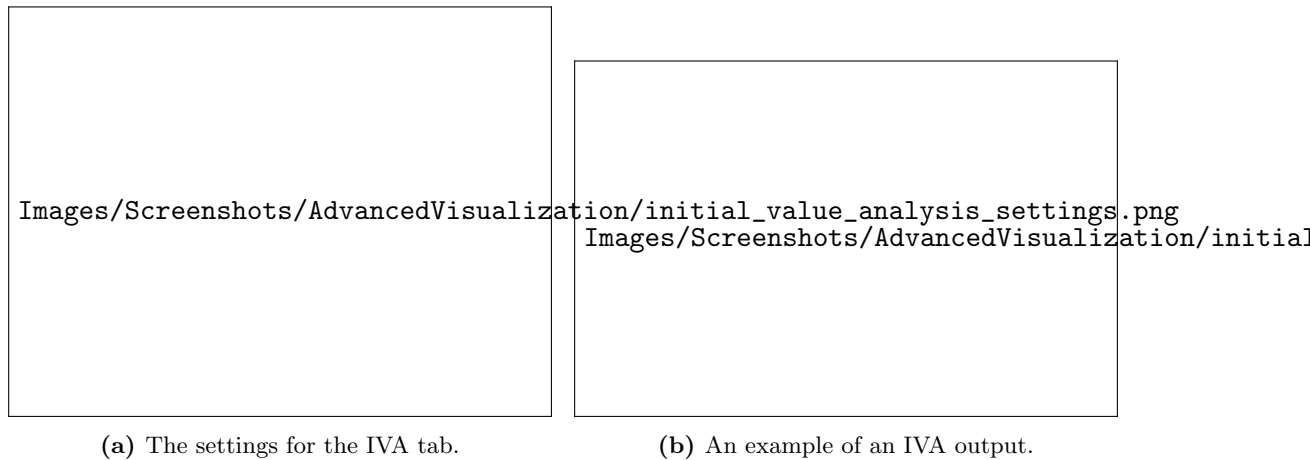 Images/Screenshots/AdvancedVisualization/initial_value_analysis_settings.png
Images/Screenshots/AdvancedVisualization/initial
(a) The settings for the IVA tab.
(b) An example of an IVA output.